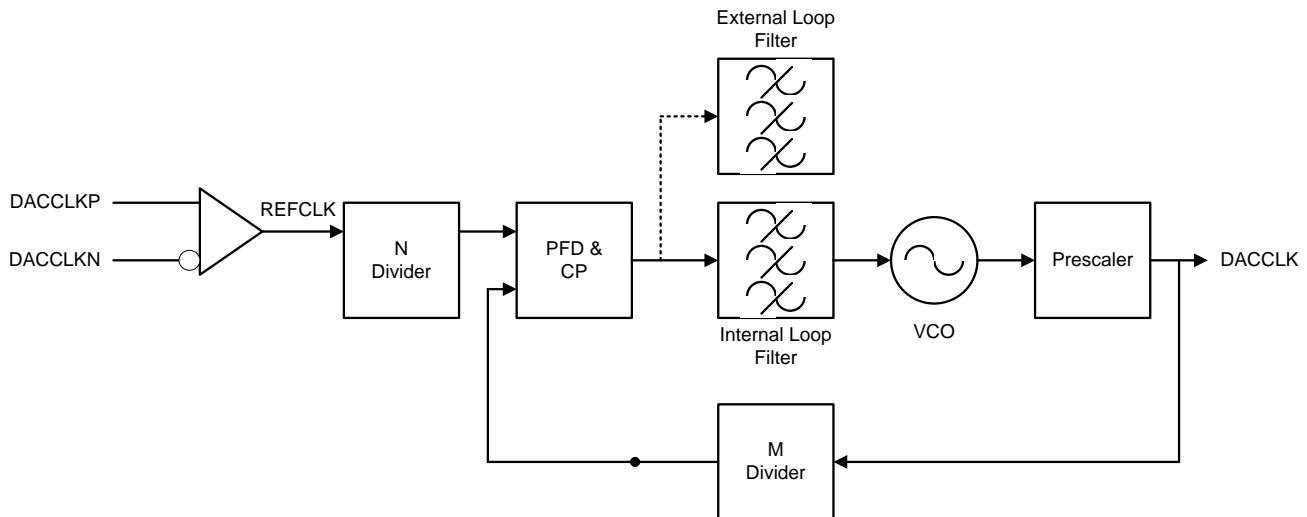 External Loop
Filter
DACCLKP
REFCLK
DACCLKN
N
Divider
PFD &
CP
Prescaler
DACCLK
Internal Loop
Filter
VCO
M
Divider